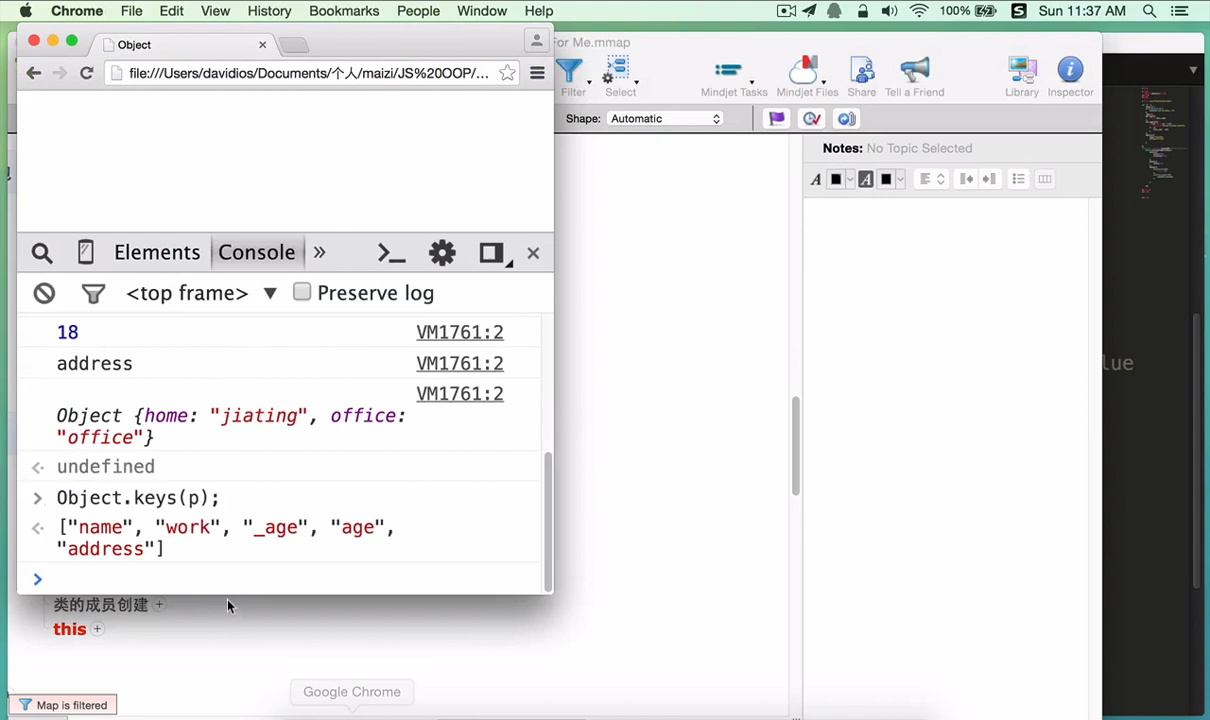 Chrome File Edit View History Bookmarks People Window Help 100% Sun 11:37 AM
Object
For Me.mmap
file:///Users/davidios/Documents/个人/maizi/JS%20OOP/...
Filter Select Mindjet Tasks Mindjet Files Share Tell a Friend Library Inspector
Shape: Automatic
Notes: No Topic Selected
Elements Console »
<top frame> ▼ Preserve log
18 VM1761:2
address VM1761:2
VM1761:2
Object {home: "jiating", office:
"office"}
undefined
Object.keys(p);
["name", "work", "_age", "age",
"address"]
lue
类的成员创建
this
Google Chrome
Map is filtered